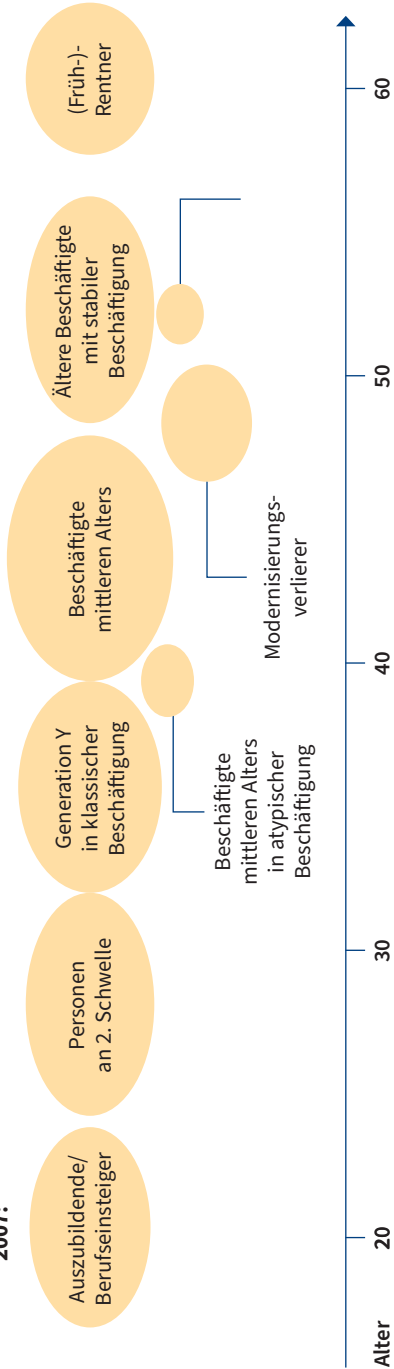 2007:
Auszubildende/
Berufseinsteiger
Personen
an 2. Schwelle
Generation Y
in klassischer
Beschäftigung
Beschäftigte
mittleren Alters
Ältere Beschäftigte
mit stabiler
Beschäftigung
(Früh-)-
Rentner
Beschäftigte
mittleren Alters
in atypischer
Beschäftigung
Modernisierungs-
verlierer
Alter
20
30
40
50
60